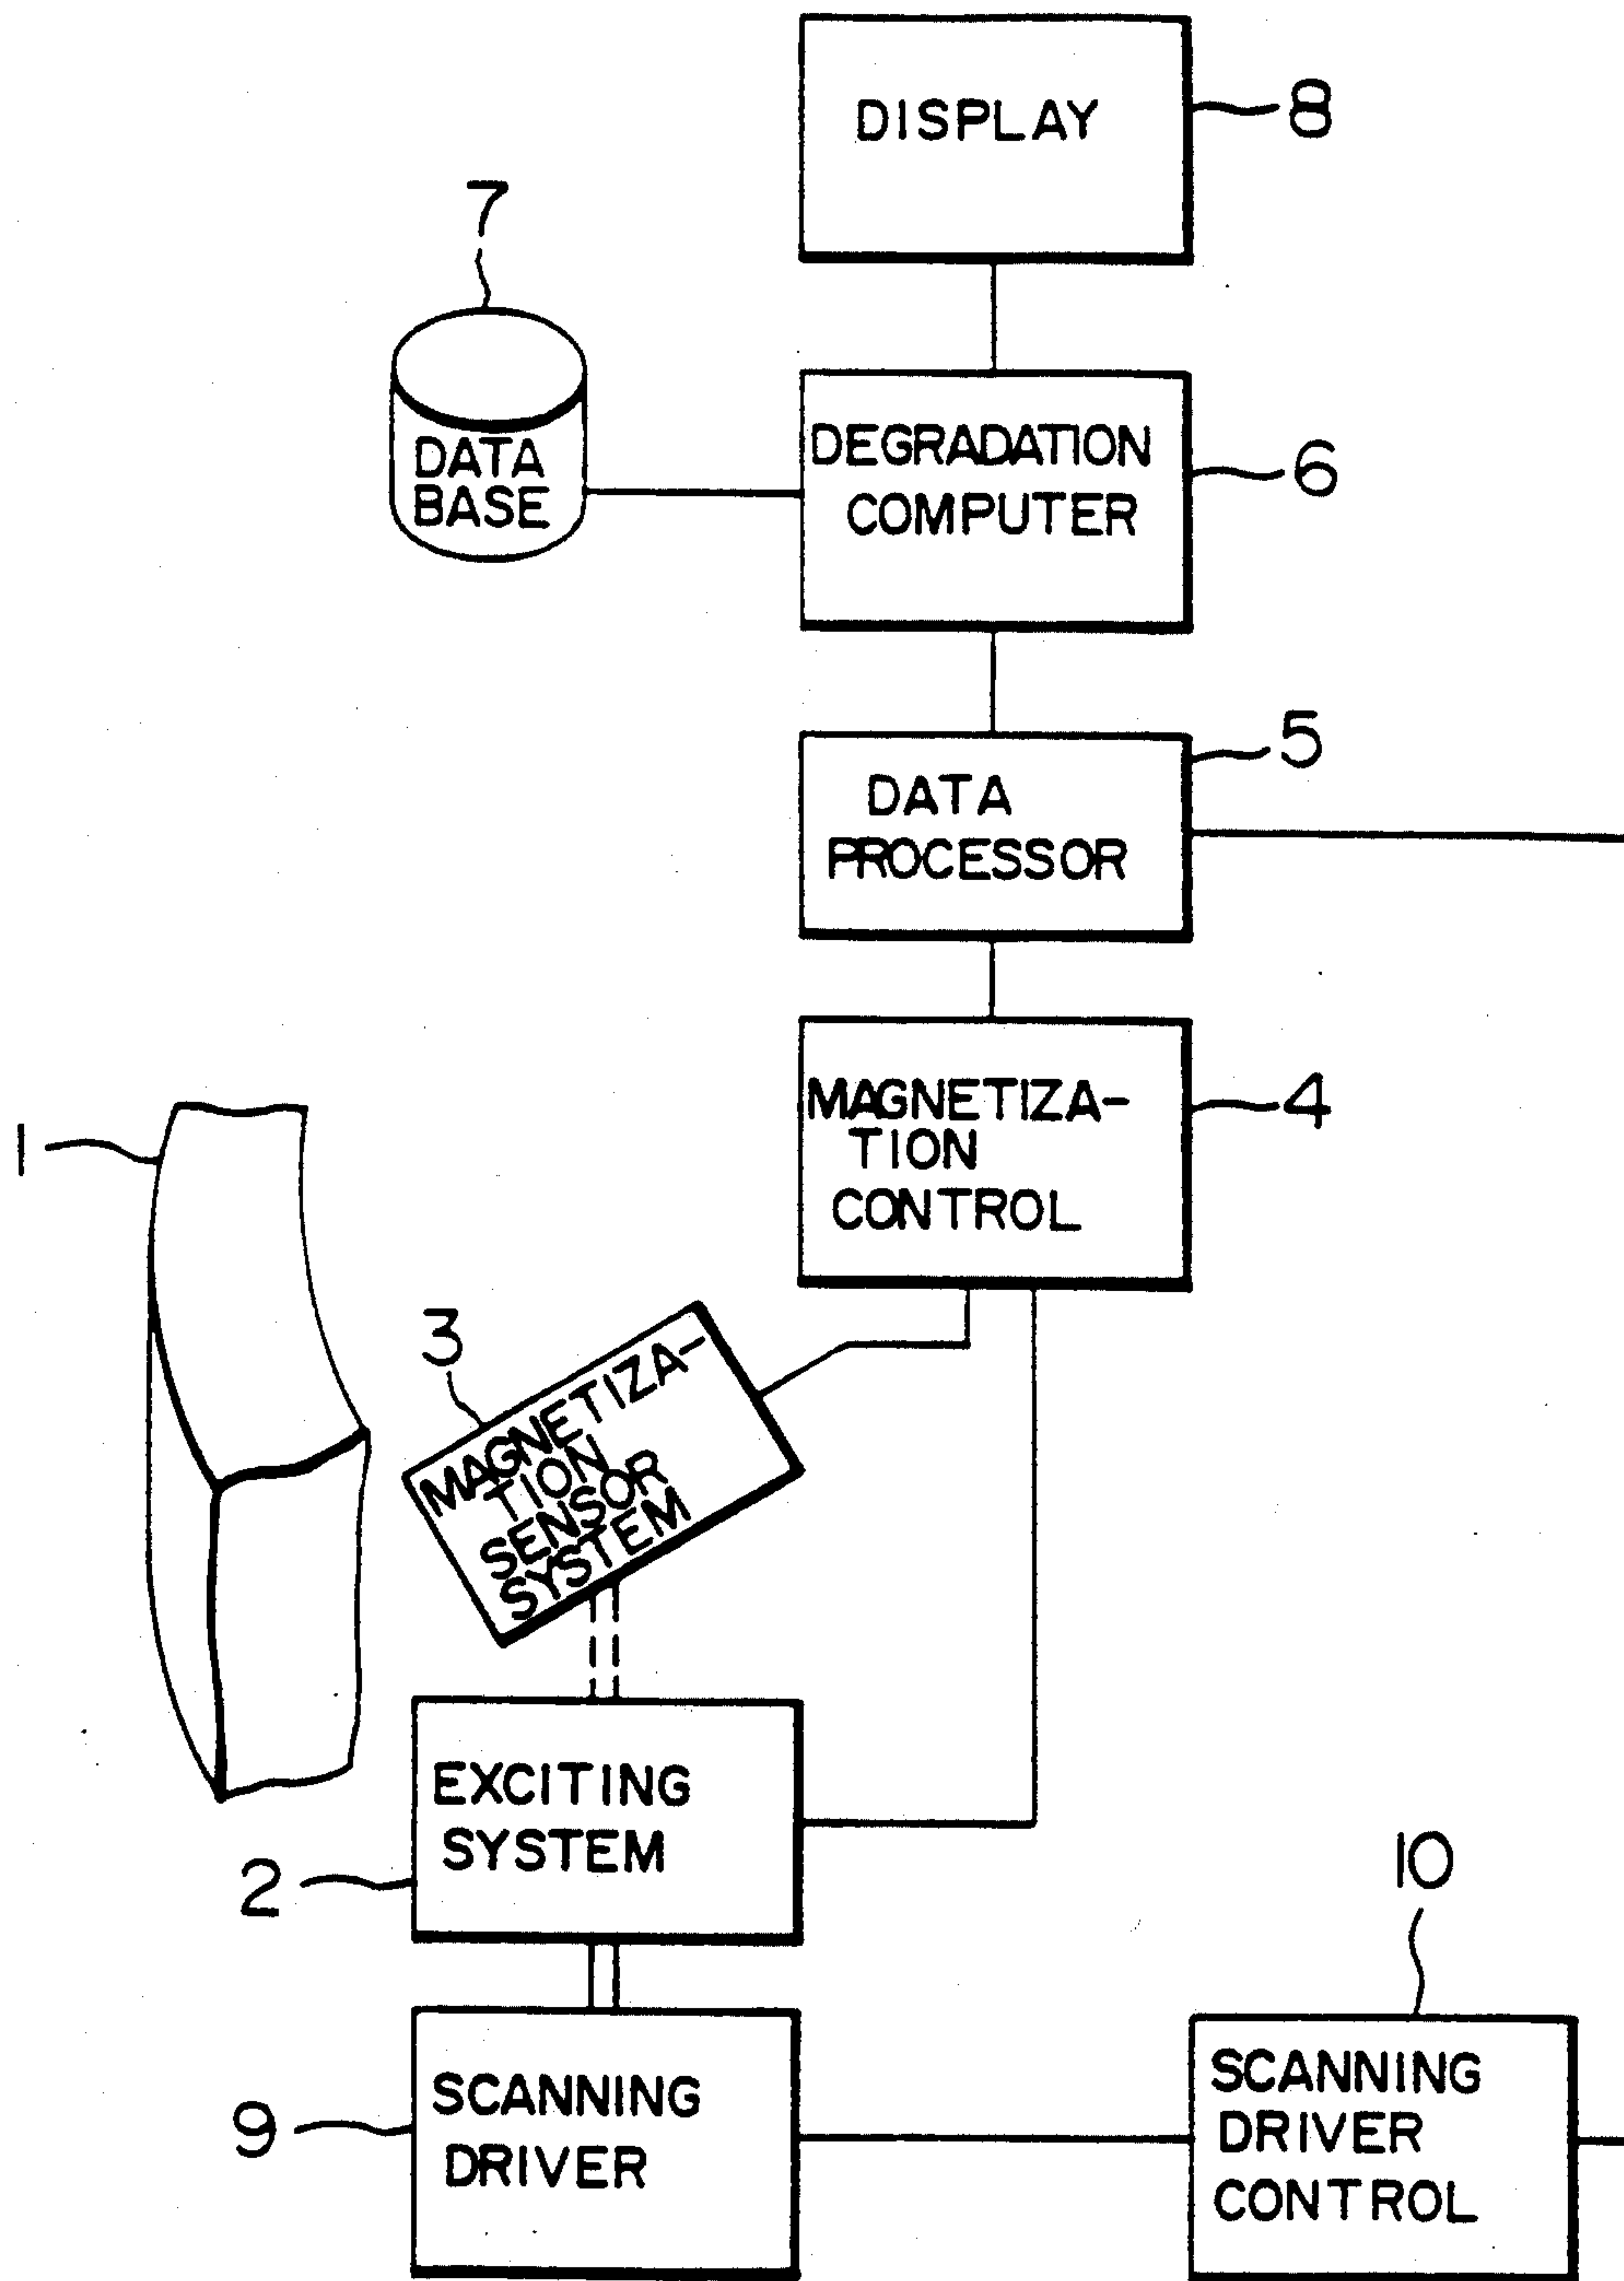 DISPLAY
8
7
DATA
BASE
DEGRADATION
COMPUTER
6
DATA
PROCESSOR
5
MAGNETIZA-
TION
CONTROL
4
1
3
MAGNETIZA-
TION
SENSOR
SYSTEM
EXCITING
SYSTEM
2
10
SCANNING
DRIVER
9
SCANNING
DRIVER
CONTROL